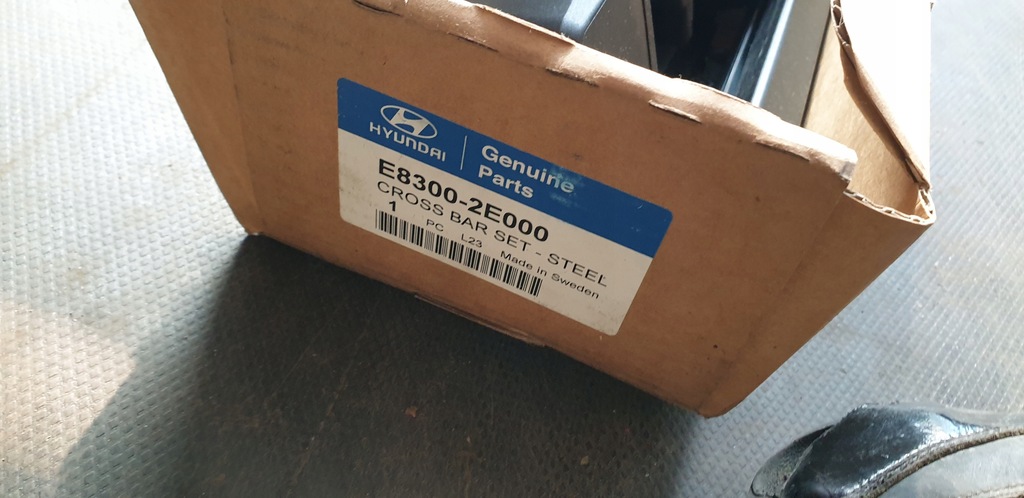 HYUNDAI
Genuine
Parts
E8300-2E000
CROSS BAR SET - STEEL
1 PC L23 Made in Sweden